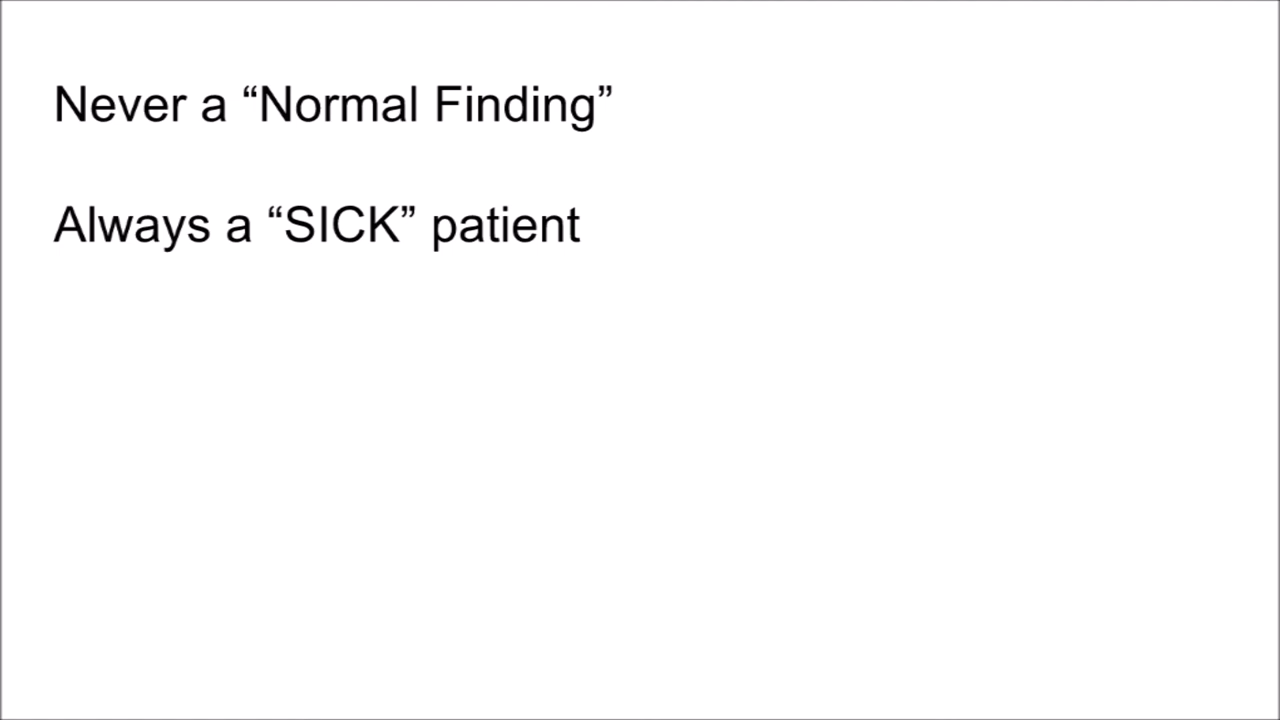 Never a “Normal Finding”
Always a “SICK” patient